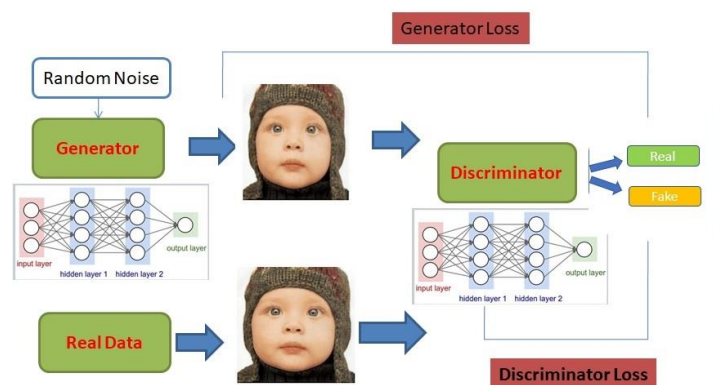 Generator Loss
Random Noise
Generator
Discriminator
Real
Fake
input layer
hidden layer 1
hidden layer 2
output layer
input layer
hidden layer 1
hidden layer 2
output layer
Real Data
Discriminator Loss